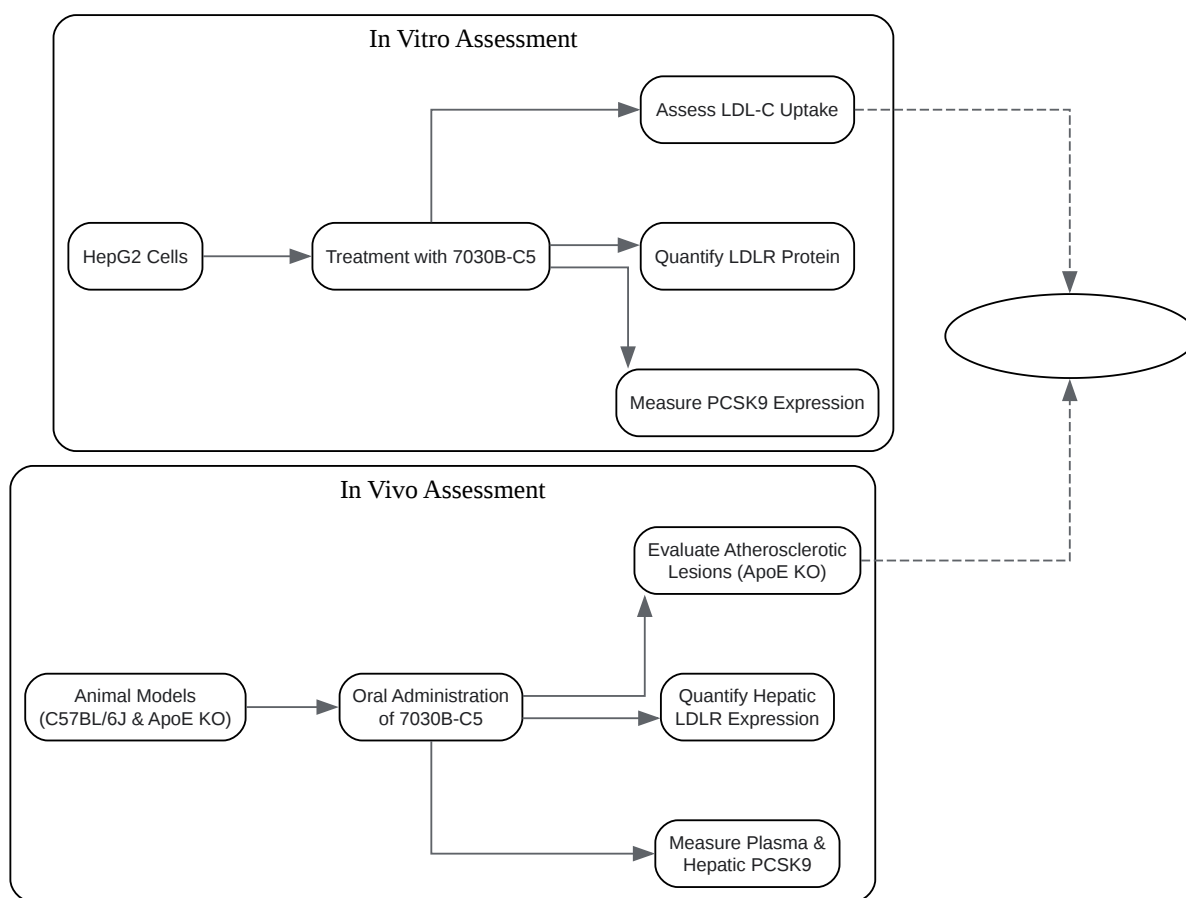 In Vitro Assessment
Assess LDL-C Uptake
HepG2 Cells
Treatment with 7030B-C5
Quantify LDLR Protein
Measure PCSK9 Expression
In Vivo Assessment
Evaluate Atherosclerotic
Lesions (ApoE KO)
Animal Models
(C57BL/6J & ApoE KO)
Oral Administration
of 7030B-C5
Quantify Hepatic
LDLR Expression
Measure Plasma &
Hepatic PCSK9